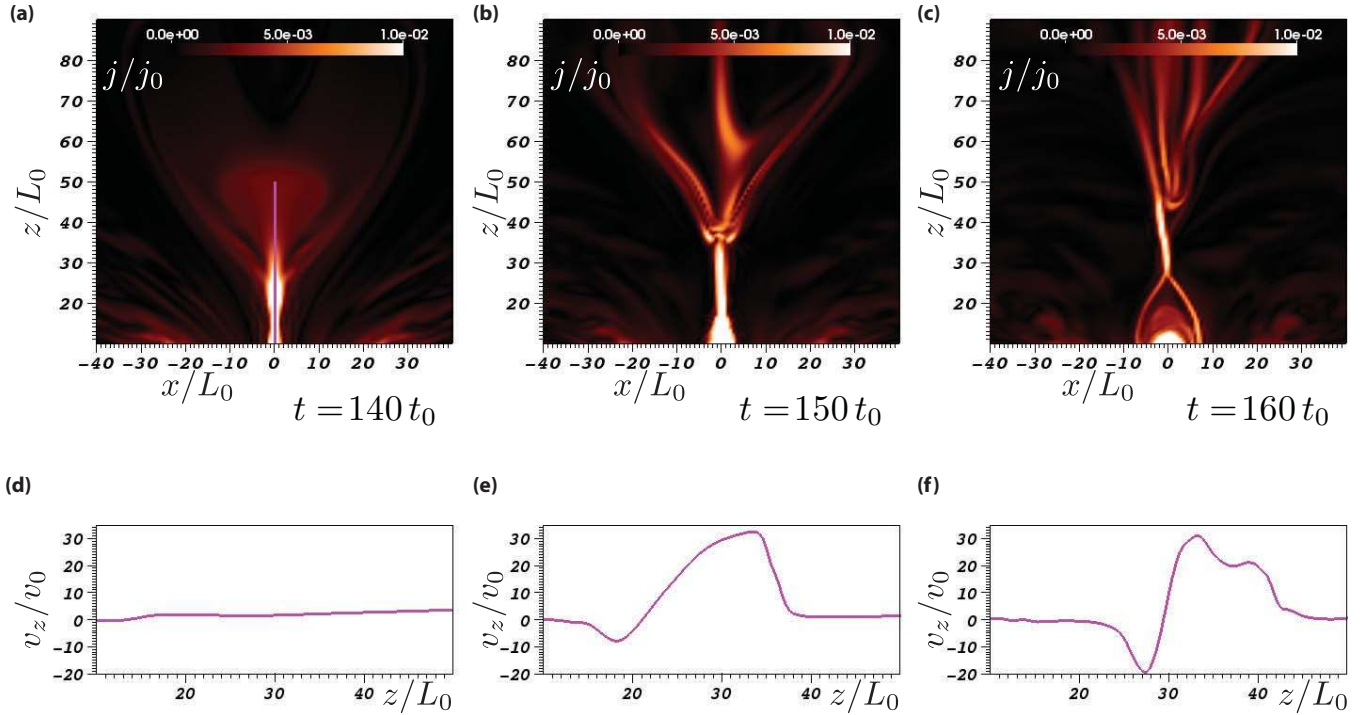 (a)
0.0e+00 5.0e-03 1.0e-02
j/j₀
80
70
60
50
40
30
20
z/L₀
-40 -30 -20 -10 0 10 20 30
x/L₀
t = 140 t₀
(b)
0.0e+00 5.0e-03 1.0e-02
j/j₀
80
70
60
50
40
30
20
z/L₀
-40 -30 -20 -10 0 10 20 30
x/L₀
t = 150 t₀
(c)
0.0e+00 5.0e-03 1.0e-02
j/j₀
80
70
60
50
40
30
20
z/L₀
-40 -30 -20 -10 0 10 20 30
x/L₀
t = 160 t₀
(d)
30
20
10
0
-10
-20
v_z/v₀
20 30 40 z/L₀
(e)
30
20
10
0
-10
-20
v_z/v₀
20 30 40 z/L₀
(f)
30
20
10
0
-10
-20
v_z/v₀
20 30 40 z/L₀